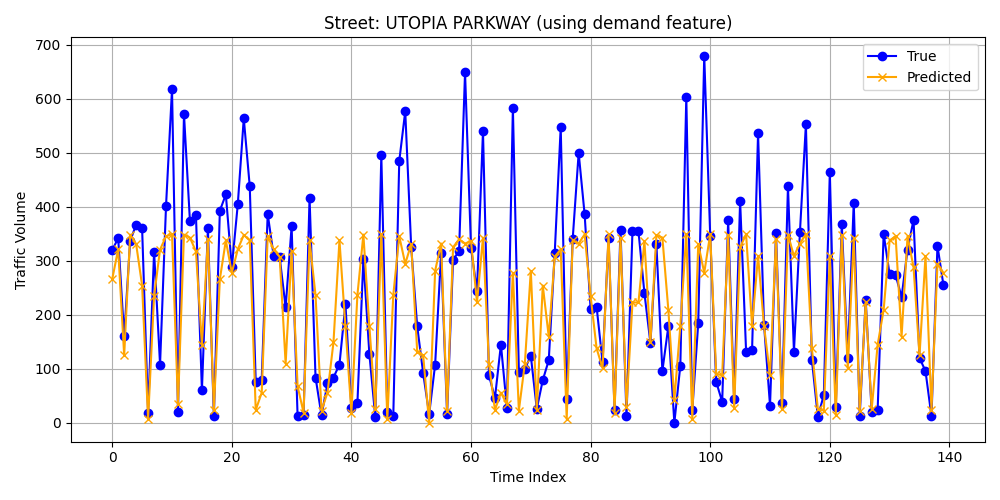 Street: UTOPIA PARKWAY (using demand feature)
True
Predicted
Traffic Volume
700
600
500
400
300
200
100
0
0 20 40 60 80 100 120 140
Time Index